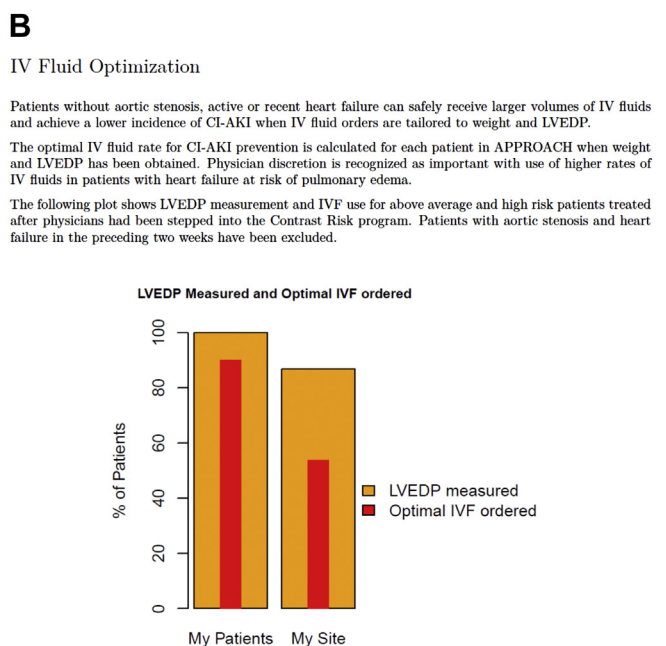 B
IV Fluid Optimization
Patients without aortic stenosis, active or recent heart failure can safely receive larger volumes of IV fluids
and achieve a lower incidence of CI-AKI when IV fluid orders are tailored to weight and LVEDP.
The optimal IV fluid rate for CI-AKI prevention is calculated for each patient in APPROACH when weight
and LVEDP has been obtained. Physician discretion is recognized as important with use of higher rates of
IV fluids in patients with heart failure at risk of pulmonary edema.
The following plot shows LVEDP measurement and IVF use for above average and high risk patients treated
after physicians had been stepped into the Contrast Risk program. Patients with aortic stenosis and heart
failure in the preceding two weeks have been excluded.
LVEDP Measured and Optimal IVF ordered
% of Patients
100
80
60
40
20
0
LVEDP measured
Optimal IVF ordered
My Patients My Site